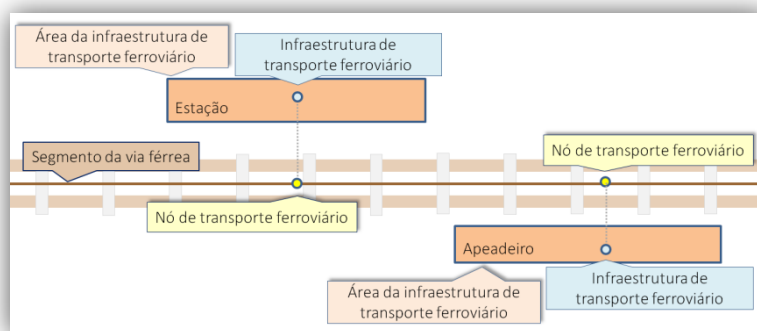 Área da infraestrutura de
transporte ferroviário
Infraestrutura de
transporte ferroviário
Estação
Segmento da via férrea
Nó de transporte ferroviário
Nó de transporte ferroviário
Apeadeiro
Área da infraestrutura de
transporte ferroviário
Infraestrutura de
transporte ferroviário